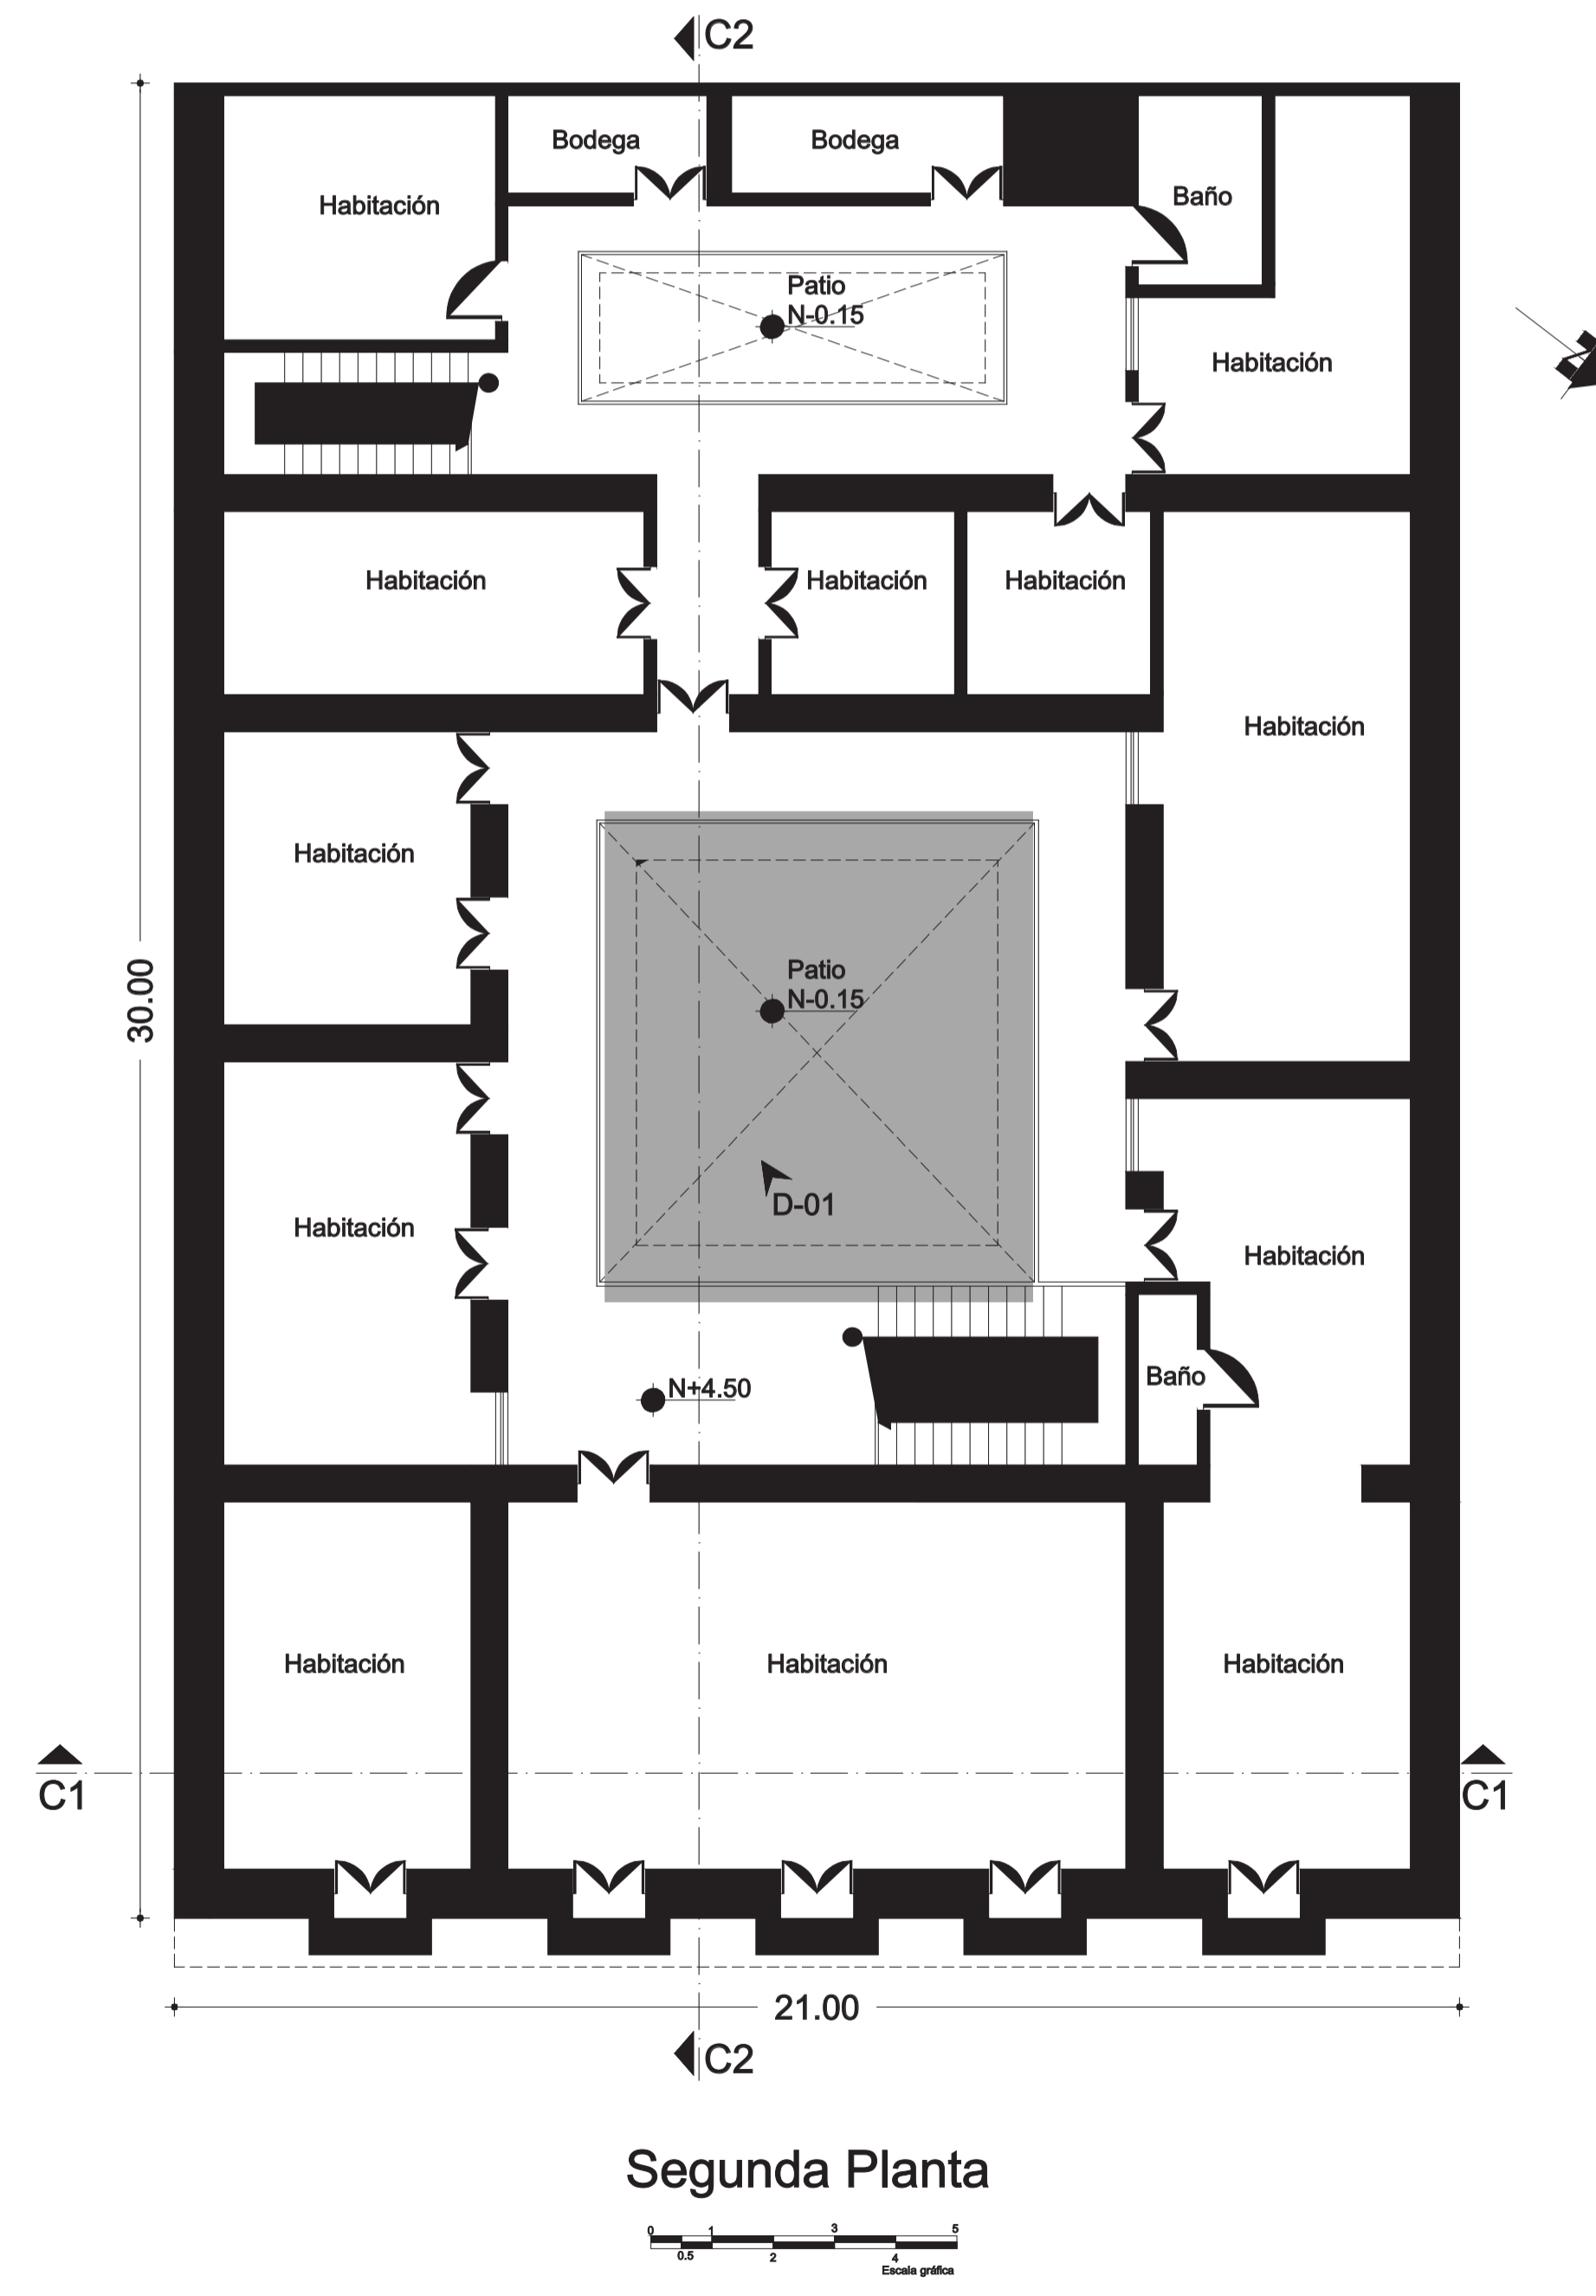 C2
Bodega
Bodega
Baño
Habitación
Patio
N-0.15
Habitación
Habitación
Habitación
Habitación
Habitación
Habitación
30.00
Patio
N-0.15
D-01
Habitación
Habitación
Baño
N+4.50
Habitación
Habitación
Habitación
C1
C1
21.00
C2
Segunda Planta
0 1 3 5
0.5 2 4
Escala gráfica